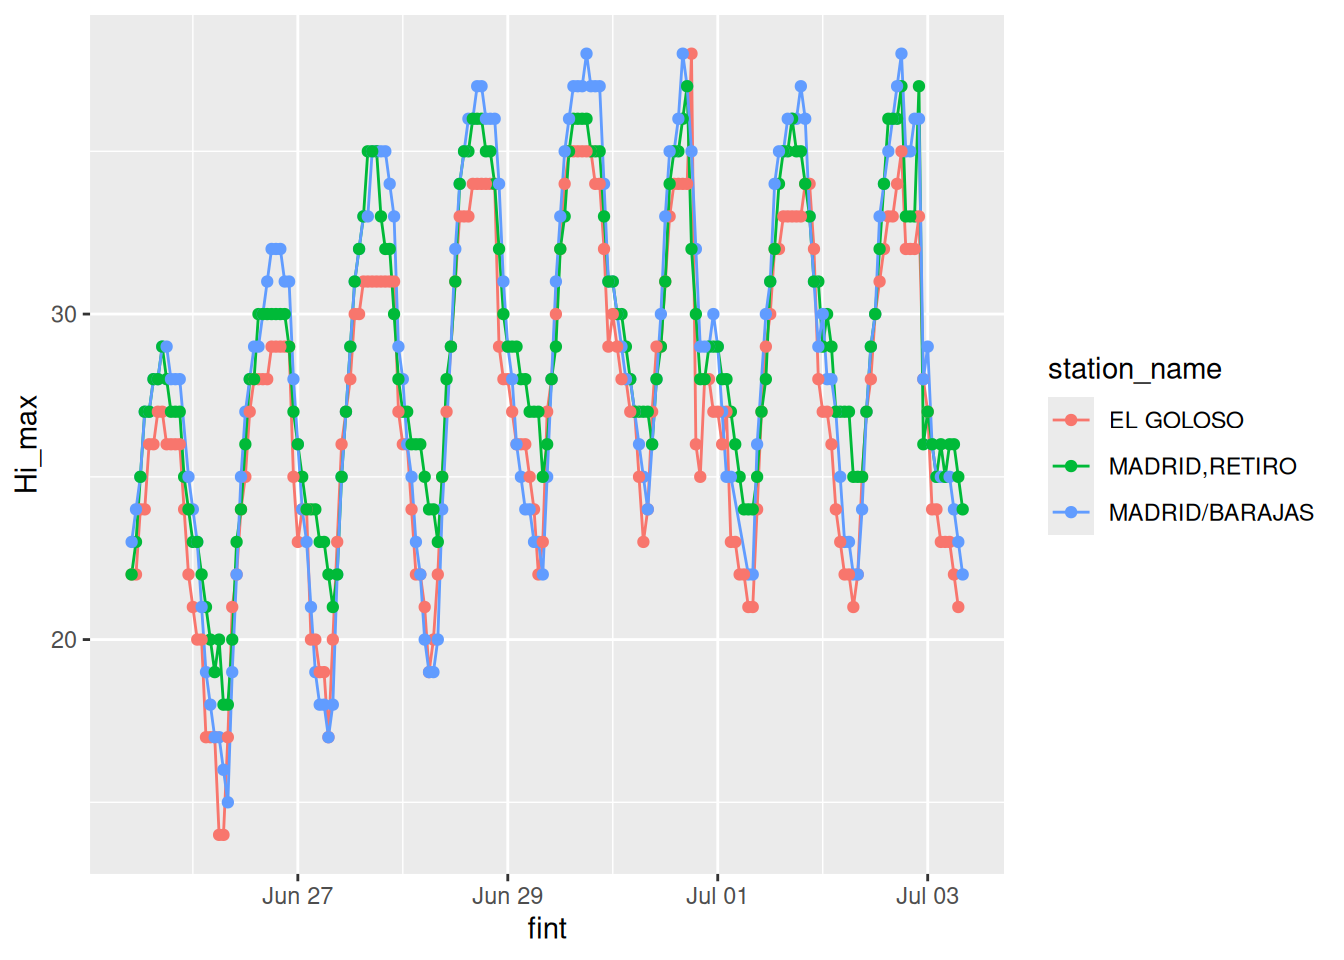 Hi_max
30
20
Jun 27
Jun 29
Jul 01
Jul 03
fint
station_name
EL GOLOSO
MADRID,RETIRO
MADRID/BARAJAS